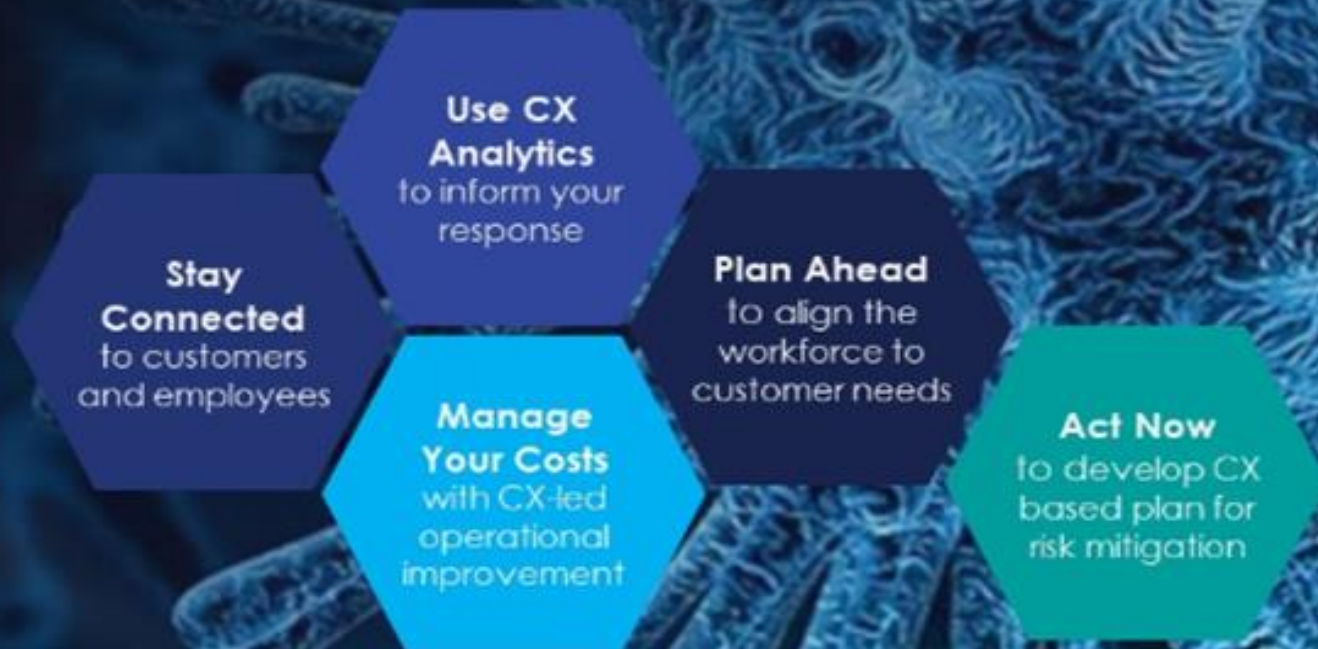 Use CX
Analytics
to inform your
response
Stay
Connected
to customers
and employees
Plan Ahead
to align the
workforce to
customer needs
Manage
Your Costs
with CX-led
operational
improvement
Act Now
to develop CX
based plan for
risk mitigation